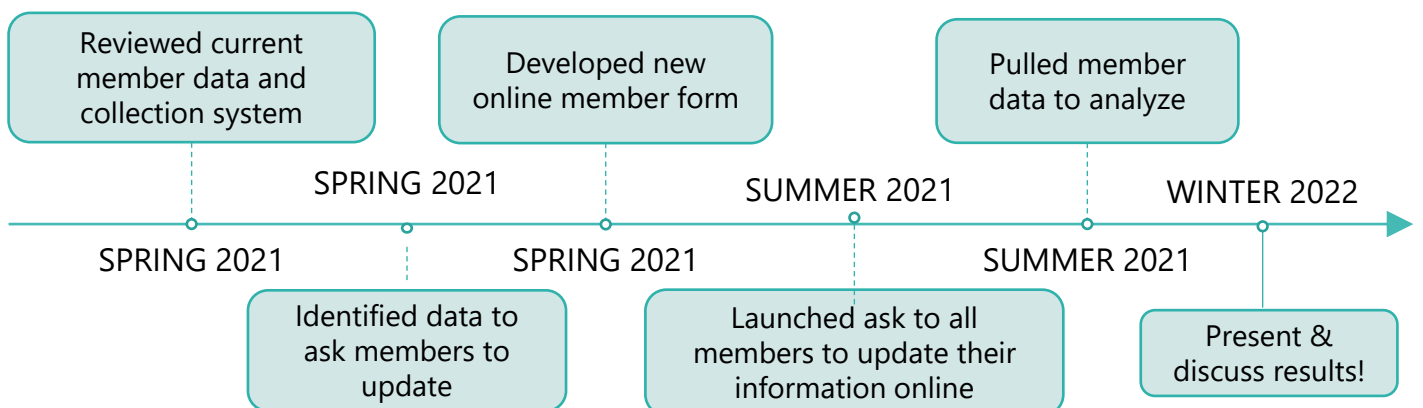 Reviewed current
member data and
collection system
SPRING 2021
SPRING 2021
Identified data to
ask members to
update
Developed new
online member form
SPRING 2021
SUMMER 2021
Launched ask to all
members to update their
information online
Pulled member
data to analyze
SUMMER 2021
WINTER 2022
Present &
discuss results!